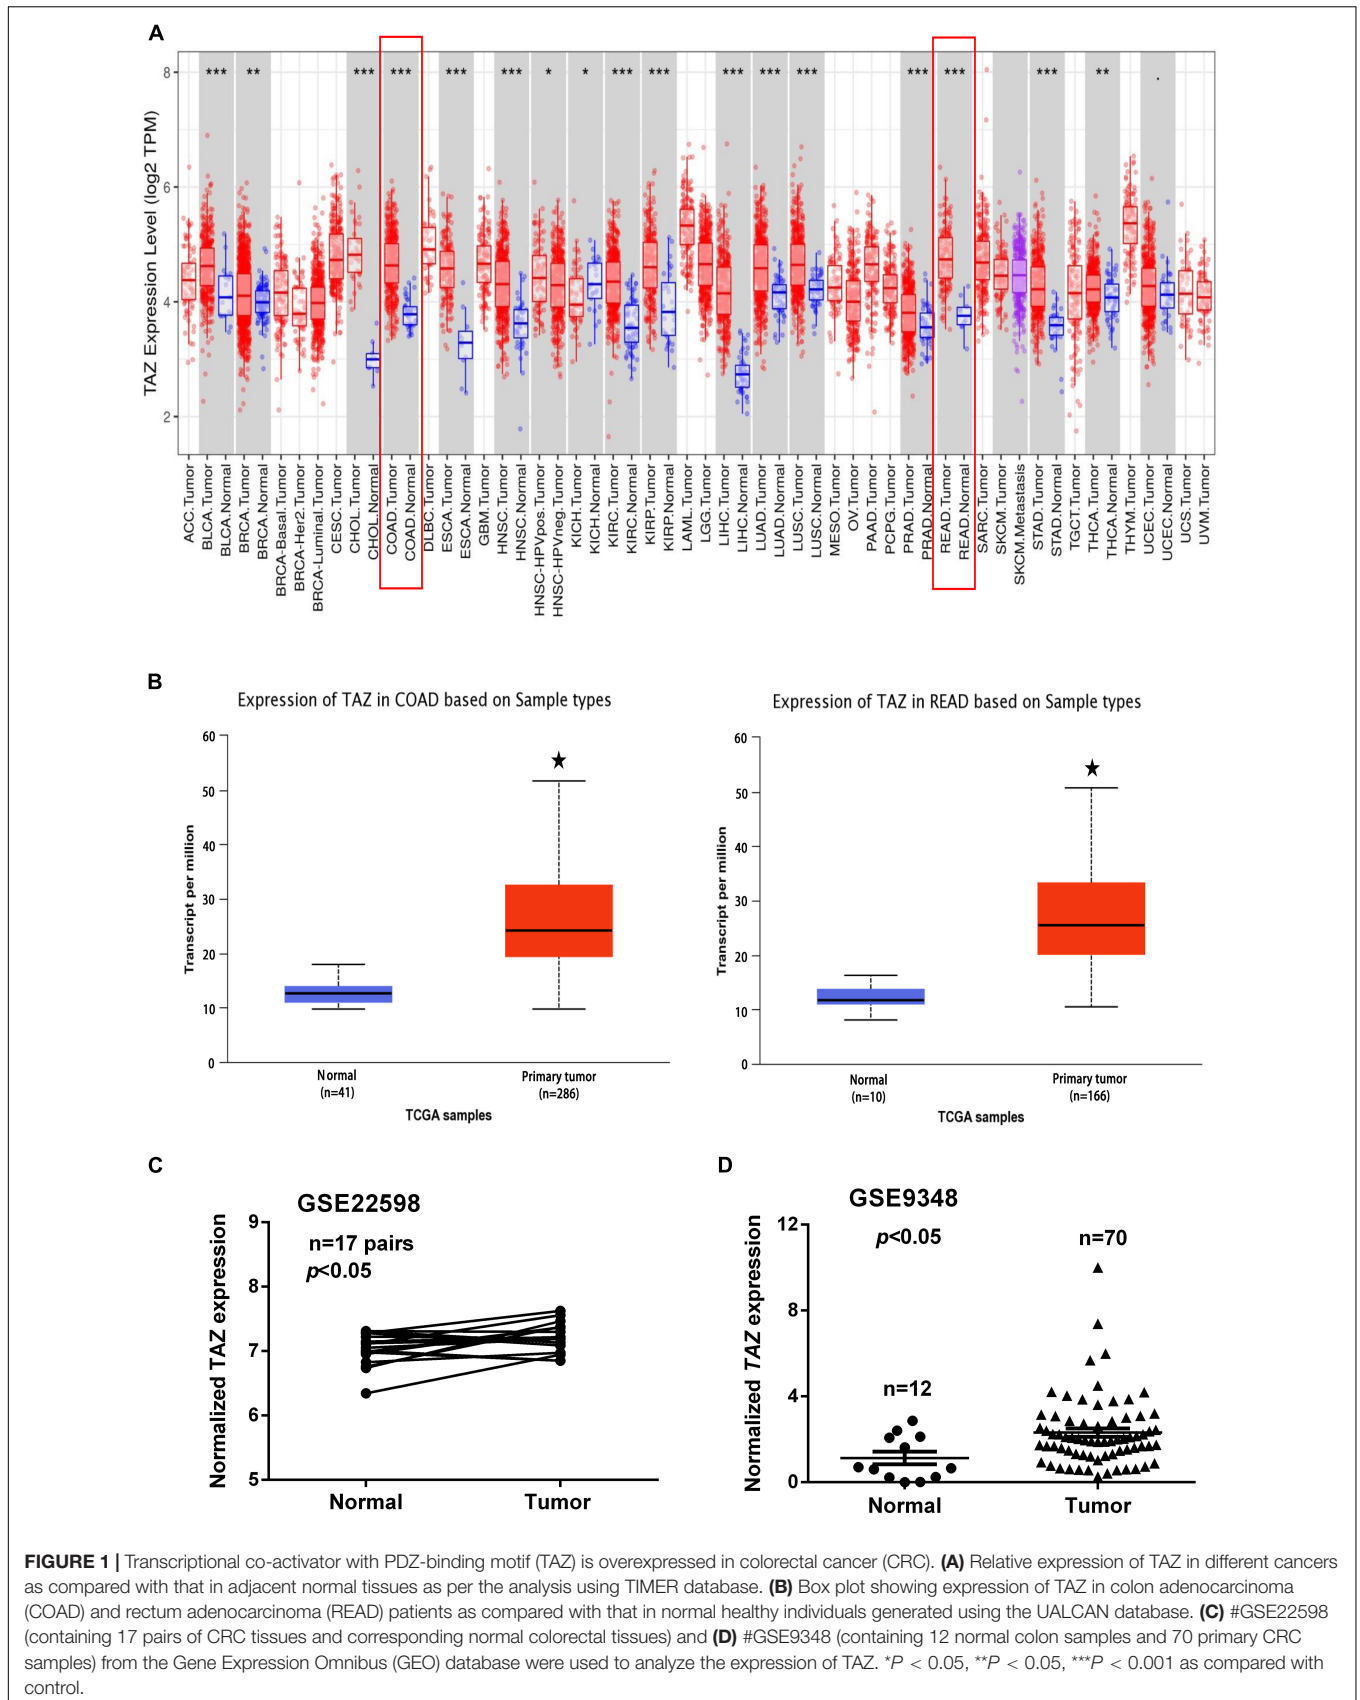 A
TAZ Expression Level (log2 TPM)
8
6
4
2
*** ** *** *** *** *** * * *** *** *** *** *** *** *** *** ** .
ACC.Tumor
BLCA.Tumor
BLCA.Normal
BRCA.Tumor
BRCA.Normal
BRCA-Basal.Tumor
BRCA-Her2.Tumor
BRCA-Luminal.Tumor
CESC.Tumor
CHOL.Tumor
CHOL.Normal
COAD.Tumor
COAD.Normal
DLBC.Tumor
ESCA.Tumor
ESCA.Normal
GBM.Tumor
HNSC.Tumor
HNSC.Normal
HNSC-HPVpos.Tumor
HNSC-HPVneg.Tumor
KICH.Tumor
KICH.Normal
KIRC.Tumor
KIRC.Normal
KIRP.Tumor
KIRP.Normal
LAML.Tumor
LGG.Tumor
LIHC.Tumor
LIHC.Normal
LUAD.Tumor
LUAD.Normal
LUSC.Tumor
LUSC.Normal
MESO.Tumor
OV.Tumor
PAAD.Tumor
PCPG.Tumor
PRAD.Tumor
PRAD.Normal
READ.Tumor
READ.Normal
SARC.Tumor
SKCM.Tumor
SKCM.Metastasis
STAD.Tumor
STAD.Normal
TGCT.Tumor
THCA.Tumor
THCA.Normal
THYM.Tumor
UCEC.Tumor
UCEC.Normal
UCS.Tumor
UVM.Tumor
B
Expression of TAZ in COAD based on Sample types
Transcript per million
60
50
40
30
20
10
0
★
Normal
(n=41)
Primary tumor
(n=286)
TCGA samples
Expression of TAZ in READ based on Sample types
Transcript per million
60
50
40
30
20
10
0
★
Normal
(n=10)
Primary tumor
(n=166)
TCGA samples
C
GSE22598
n=17 pairs
p<0.05
Normalized TAZ expression
9
8
7
6
5
Normal
Tumor
D
GSE9348
p<0.05
n=70
n=12
Normalized TAZ expression
12
8
4
0
Normal
Tumor
FIGURE 1 | Transcriptional co-activator with PDZ-binding motif (TAZ) is overexpressed in colorectal cancer (CRC). (A) Relative expression of TAZ in different cancers
as compared with that in adjacent normal tissues as per the analysis using TIMER database. (B) Box plot showing expression of TAZ in colon adenocarcinoma
(COAD) and rectum adenocarcinoma (READ) patients as compared with that in normal healthy individuals generated using the UALCAN database. (C) #GSE22598
(containing 17 pairs of CRC tissues and corresponding normal colorectal tissues) and (D) #GSE9348 (containing 12 normal colon samples and 70 primary CRC
samples) from the Gene Expression Omnibus (GEO) database were used to analyze the expression of TAZ. *P < 0.05, **P < 0.05, ***P < 0.001 as compared with
control.